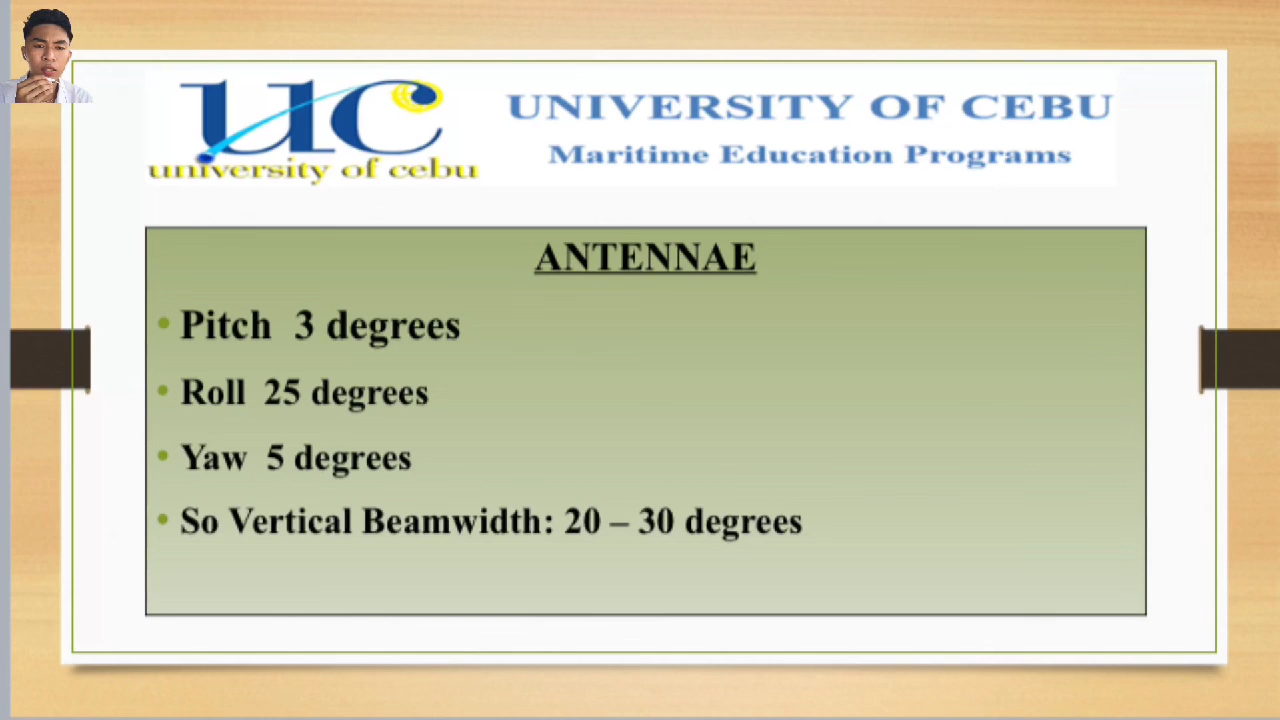 uc
university of cebu
UNIVERSITY OF CEBU
Maritime Education Programs
ANTENNAE
• Pitch 3 degrees
• Roll 25 degrees
• Yaw 5 degrees
• So Vertical Beamwidth: 20 – 30 degrees